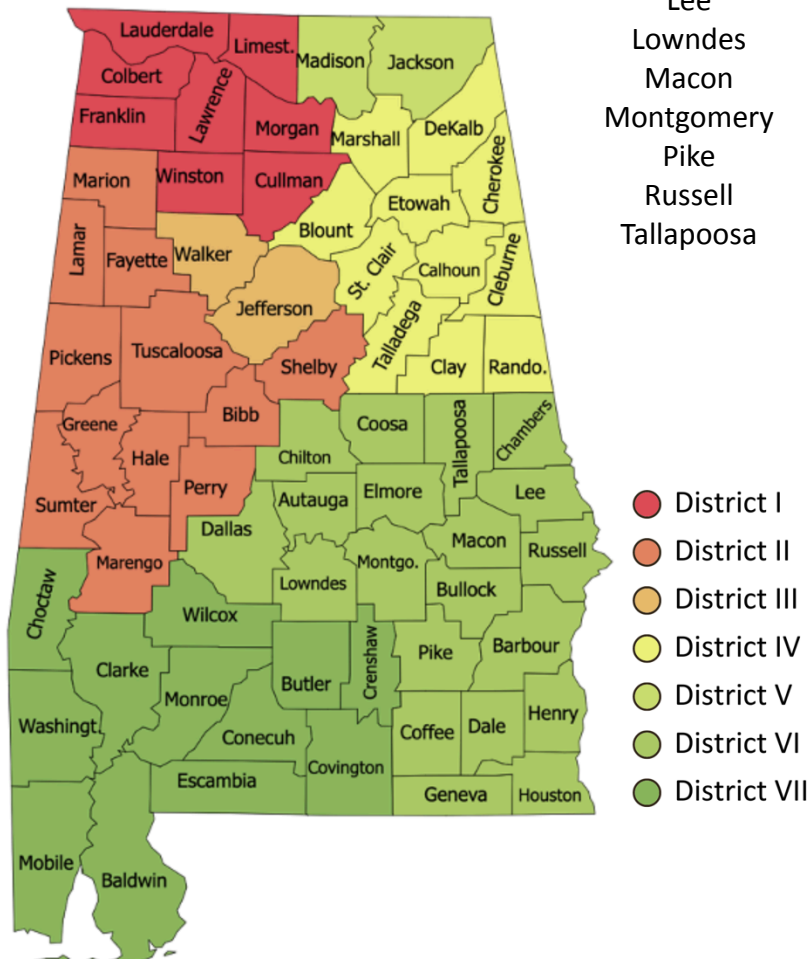 Lee
Lowndes
Macon
Montgomery
Pike
Russell
Tallapoosa
Lauderdale
Limest.
Madison
Jackson
Colbert
Lawrence
Franklin
Morgan
Marshall
DeKalb
Cherokee
Marion
Winston
Cullman
Etowah
Blount
Lamar
Fayette
Walker
St. Clair
Calhoun
Cleburne
Jefferson
Talladega
Pickens
Tuscaloosa
Shelby
Clay
Rando.
Greene
Bibb
Coosa
Tallapoosa
Chambers
Hale
Chilton
Sumter
Perry
Autauga
Elmore
Lee
Dallas
Macon
Russell
Marengo
Lowndes
Montgo.
Bullock
Choctaw
Wilcox
Clarke
Crenshaw
Pike
Barbour
Monroe
Butler
Washingt.
Conecuh
Coffee
Dale
Henry
Escambia
Covington
Geneva
Houston
Mobile
Baldwin
District I
District II
District III
District IV
District V
District VI
District VII